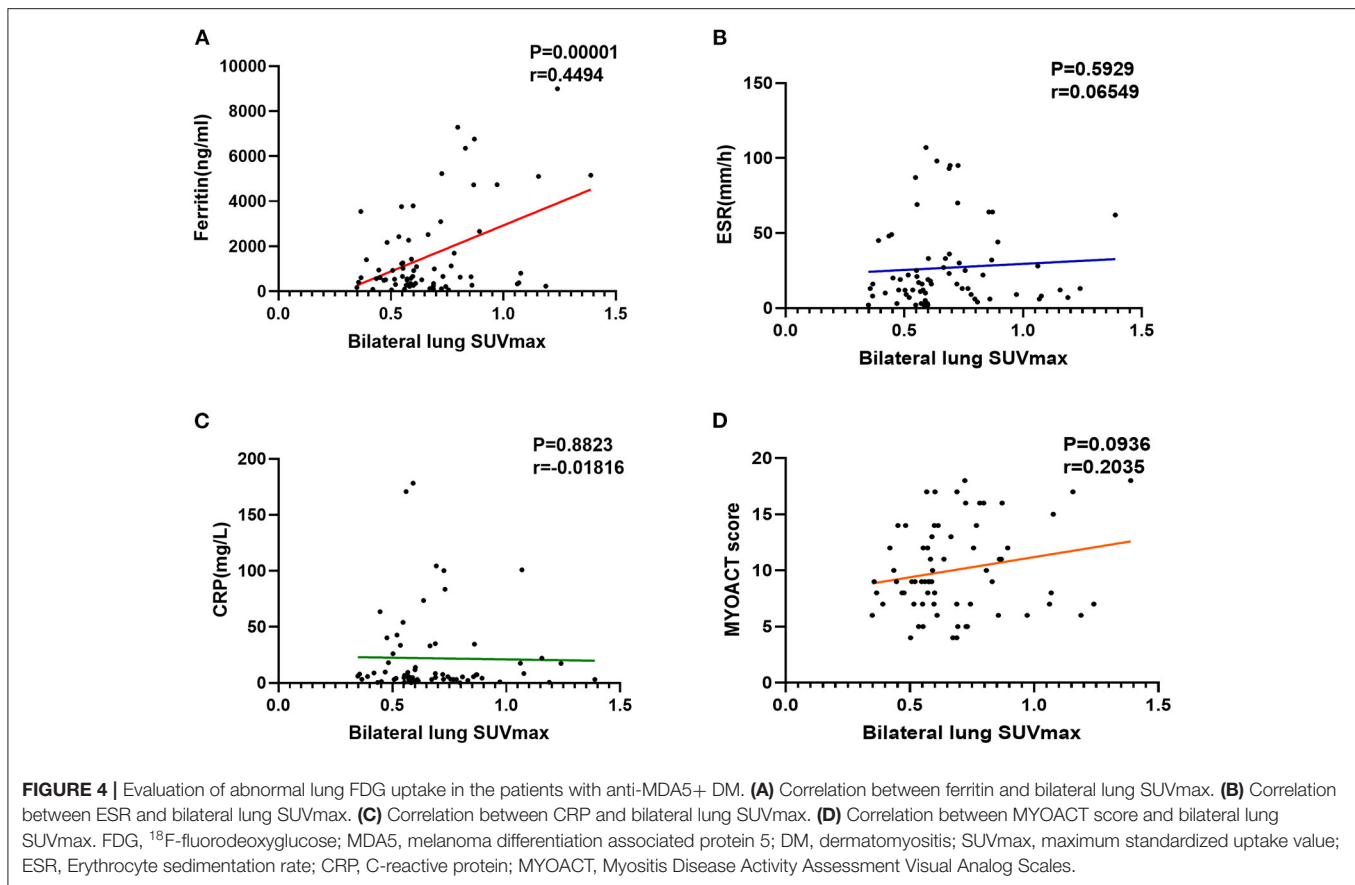 A
P=0.00001
r=0.4494
10000
8000
6000
4000
2000
0
Ferritin(ng/ml)
0.0 0.5 1.0 1.5
Bilateral lung SUVmax
B
P=0.5929
r=0.06549
150
100
50
0
ESR(mm/h)
0.0 0.5 1.0 1.5
Bilateral lung SUVmax
C
P=0.8823
r=-0.01816
200
150
100
50
0
CRP(mg/L)
0.0 0.5 1.0 1.5
Bilateral lung SUVmax
D
P=0.0936
r=0.2035
20
15
10
5
0
MYOACT score
0.0 0.5 1.0 1.5
Bilateral lung SUVmax
FIGURE 4 | Evaluation of abnormal lung FDG uptake in the patients with anti-MDA5+ DM. (A) Correlation between ferritin and bilateral lung SUVmax. (B) Correlation
between ESR and bilateral lung SUVmax. (C) Correlation between CRP and bilateral lung SUVmax. (D) Correlation between MYOACT score and bilateral lung
SUVmax. FDG, ¹⁸F-fluorodeoxyglucose; MDA5, melanoma differentiation associated protein 5; DM, dermatomyositis; SUVmax, maximum standardized uptake value;
ESR, Erythrocyte sedimentation rate; CRP, C-reactive protein; MYOACT, Myositis Disease Activity Assessment Visual Analog Scales.